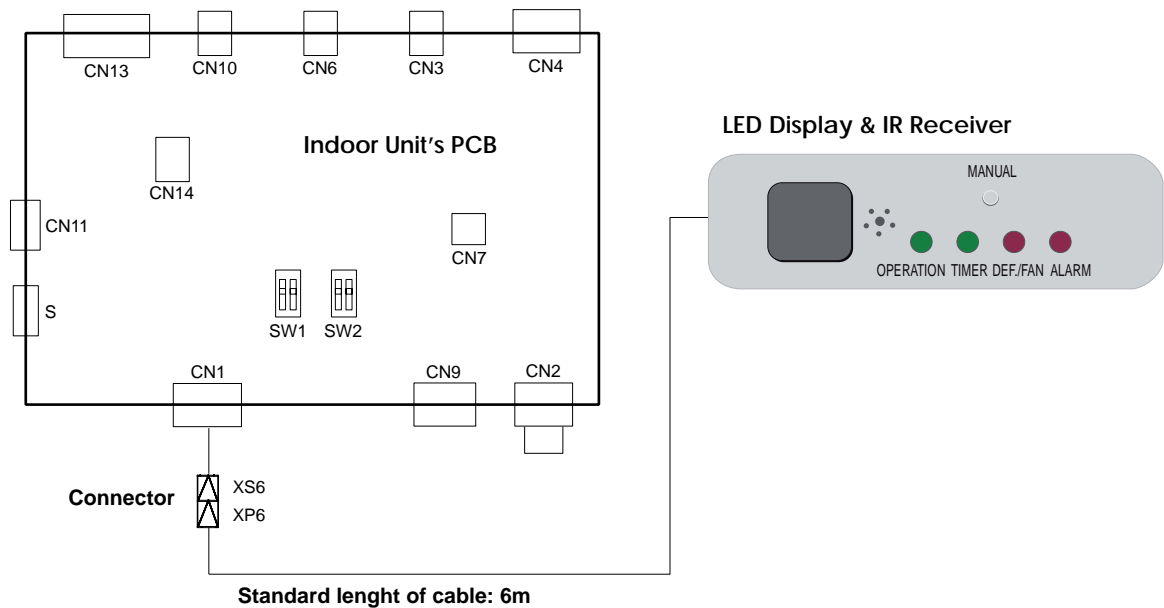 CN13
CN10
CN6
CN3
CN4
Indoor Unit's PCB
CN14
CN11
CN7
S
SW1
SW2
CN1
CN9
CN2
Connector
XS6
XP6
Standard lenght of cable: 6m
LED Display & IR Receiver
MANUAL
OPERATION TIMER DEF./FAN ALARM